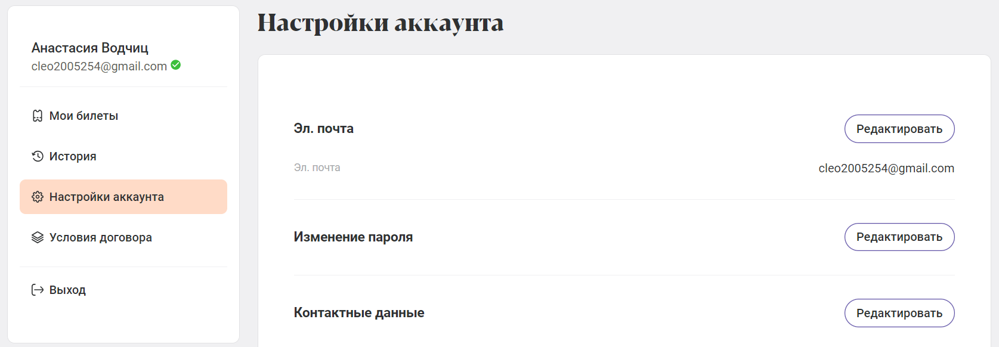 Анастасия Водчиц
cleo2005254@gmail.com
Мои билеты
История
Настройки аккаунта
Условия договора
Выход
Настройки аккаунта
Эл. почта
Редактировать
Эл. почта
cleo2005254@gmail.com
Изменение пароля
Редактировать
Контактные данные
Редактировать